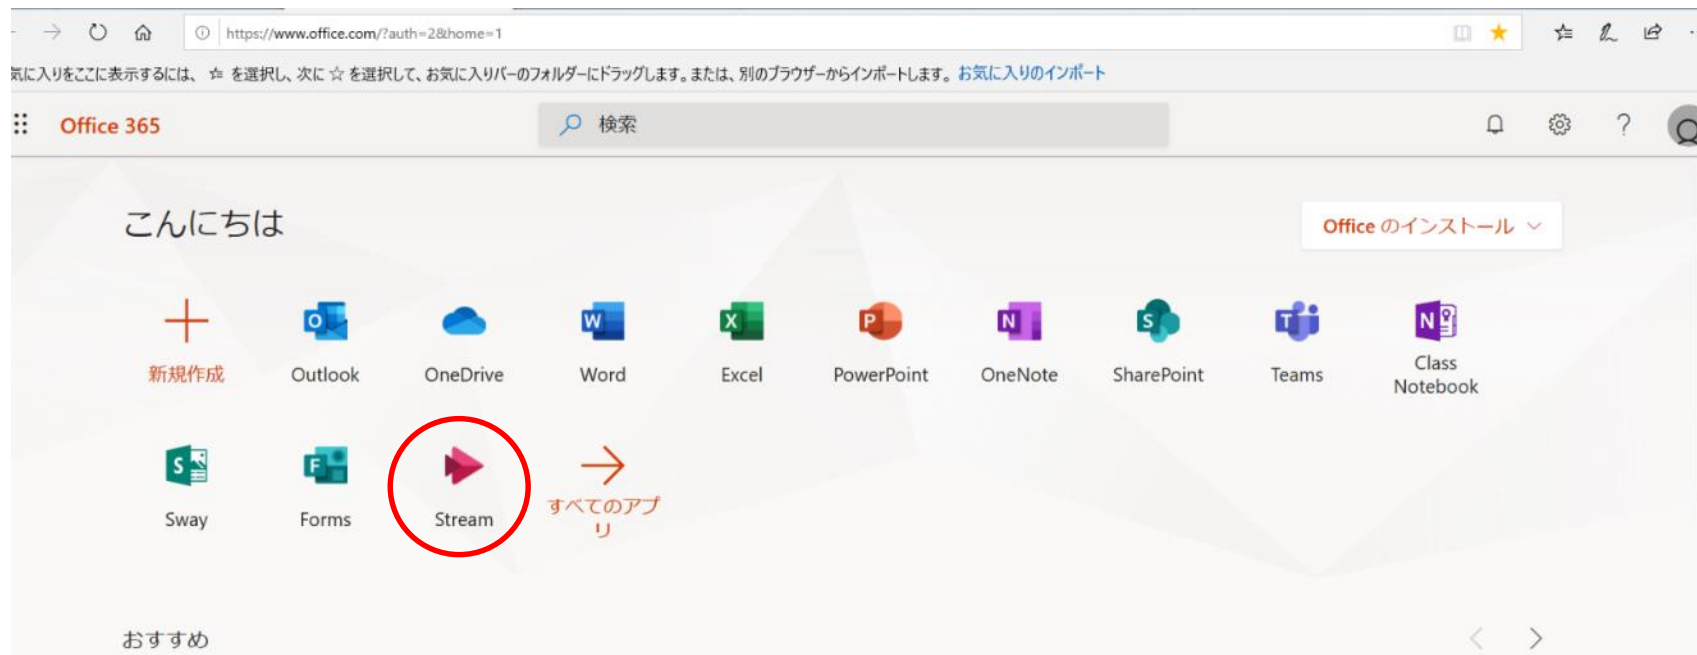 https://www.office.com/?auth=2&home=1
気に入りをここに表示するには、 を選択し、次に ☆ を選択して、お気に入りバーのフォルダーにドラッグします。または、別のブラウザーからインポートします。 お気に入りのインポート
Office 365
検索
?
こんにちは
Office のインストール
新規作成
Outlook
OneDrive
Word
Excel
PowerPoint
OneNote
SharePoint
Teams
Class
Notebook
Sway
Forms
Stream
すべてのアプ
リ
おすすめ